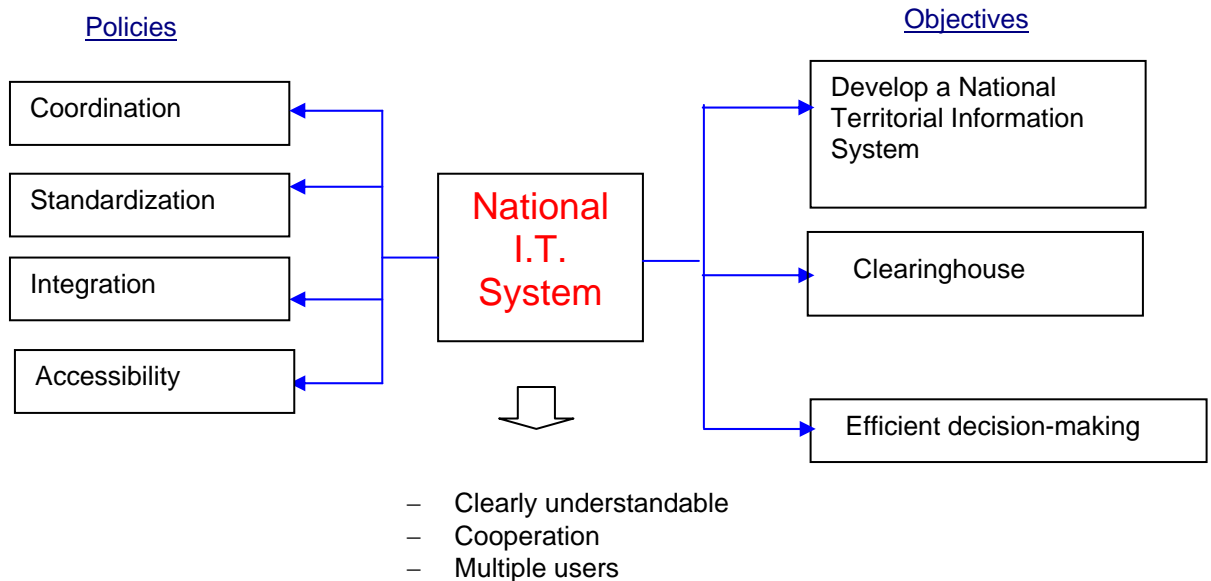 Policies
Objectives
Coordination
Standardization
Integration
Accessibility
National
I.T.
System
Develop a National
Territorial Information
System
Clearinghouse
Efficient decision-making
– Clearly understandable
– Cooperation
– Multiple users